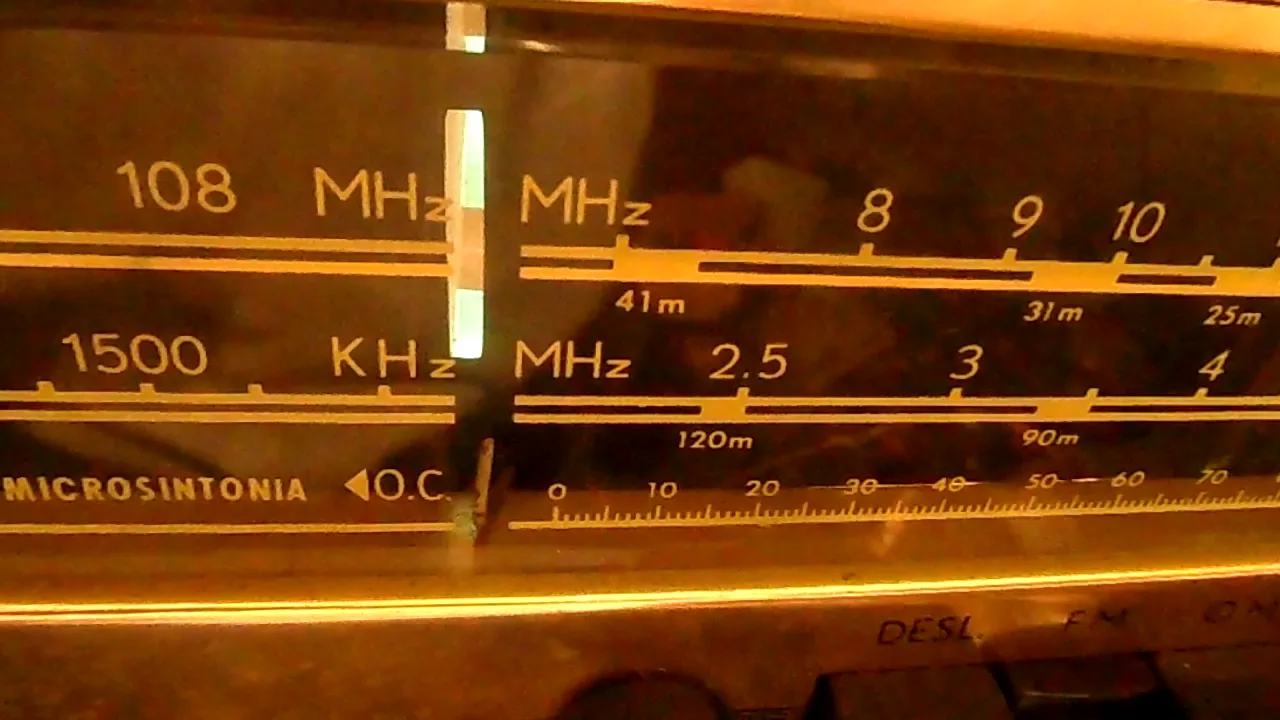 108 MHz MHz 8 9 10
41m 31m 25m
1500 KHz MHz 2.5 3 4
120m 90m
MICROSINTONIA ◀O.C. 0 10 20 30 40 50 60 70
DESL. FM